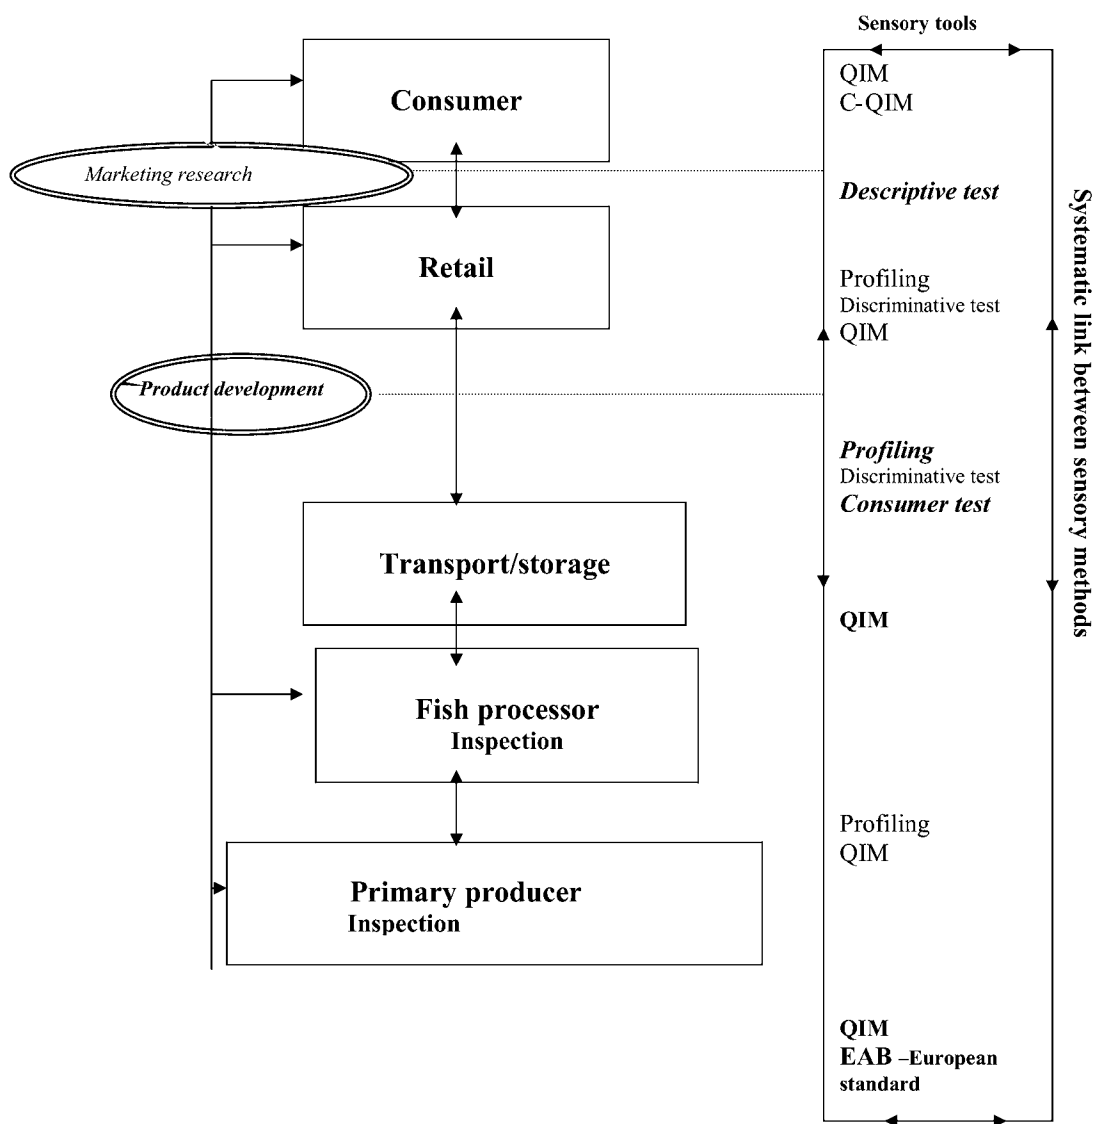 Sensory tools
Consumer
Marketing research
Retail
Product development
Transport/storage
Fish processor
Inspection
Primary producer
Inspection
QIM
C-QIM
Descriptive test
Profiling
Discriminative test
QIM
Profiling
Discriminative test
Consumer test
QIM
Profiling
QIM
QIM
EAB –European
standard
Systematic link between sensory methods